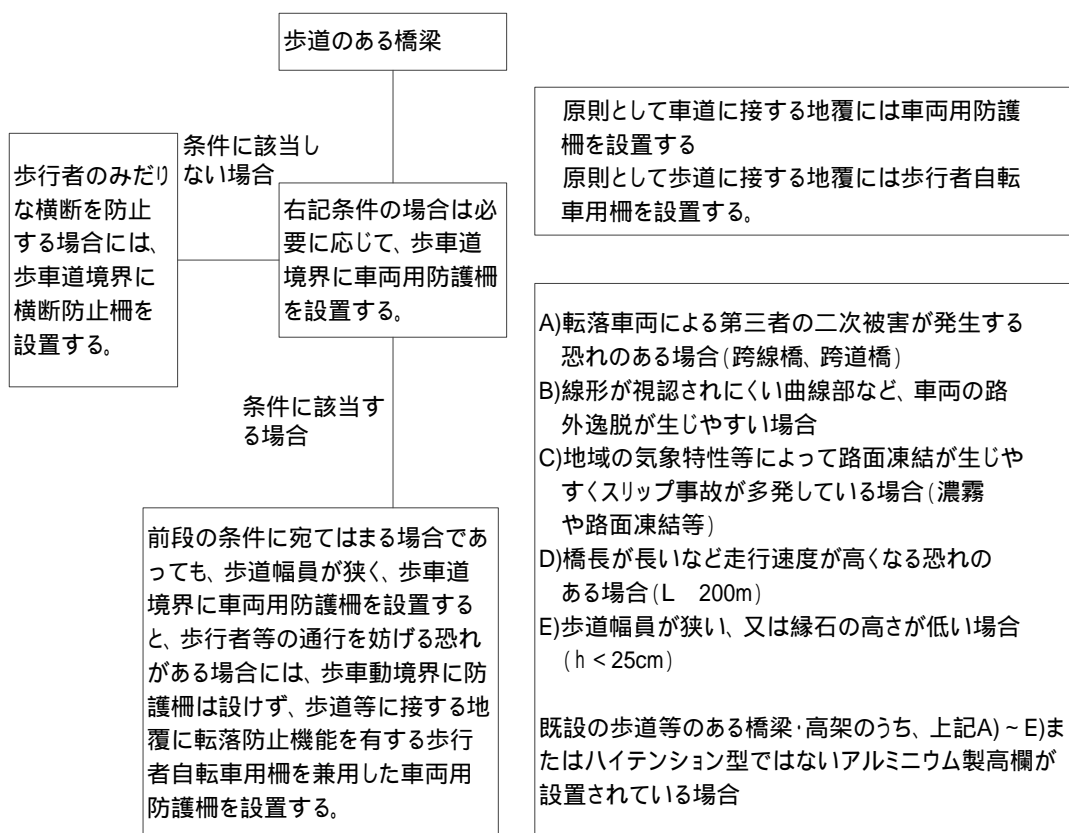 歩道のある橋梁
原則として車道に接する地覆には車両用防護
柵を設置する
原則として歩道に接する地覆には歩行者自転
車用柵を設置する。
条件に該当し
ない場合
歩行者のみだり
な横断を防止
する場合には、
歩車道境界に
横断防止柵を
設置する。
右記条件の場合は必
要に応じて、歩車道
境界に車両用防護柵
を設置する。
A)転落車両による第三者の二次被害が発生する
恐れのある場合(跨線橋、跨道橋)
B)線形が視認されにくい曲線部など、車両の路
外逸脱が生じやすい場合
C)地域の気象特性等によって路面凍結が生じや
すくスリップ事故が多発している場合(濃霧
や路面凍結等)
D)橋長が長いなど走行速度が高くなる恐れの
ある場合(L　200m)
E)歩道幅員が狭い、又は縁石の高さが低い場合
(h<25cm)
既設の歩道等のある橋梁・高架のうち、上記A)~E)ま
たはハイテンション型ではないアルミニウム製高欄が
設置されている場合
条件に該当す
る場合
前段の条件に宛てはまる場合であ
っても、歩道幅員が狭く、歩車道
境界に車両用防護柵を設置する
と、歩行者等の通行を妨げる恐れ
がある場合には、歩車動境界に防
護柵は設けず、歩道等に接する地
覆に転落防止機能を有する歩行
者自転車用柵を兼用した車両用
防護柵を設置する。